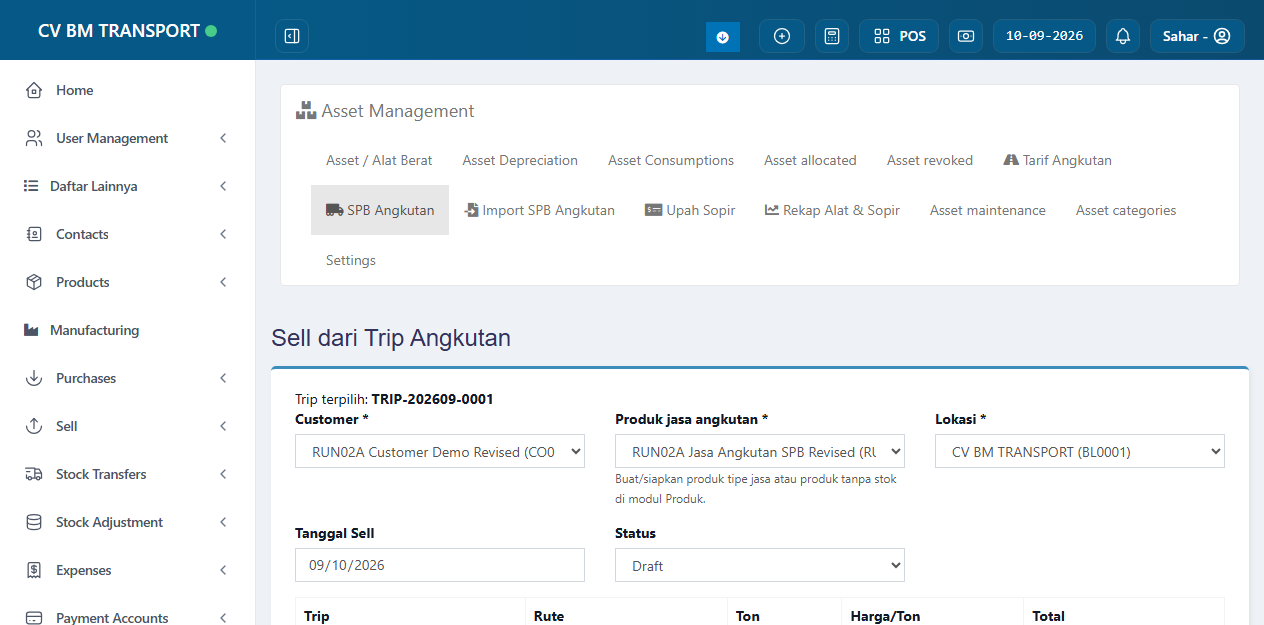 CV BM TRANSPORT
POS
10-09-2026
Sahar -
Home
User Management
Daftar Lainnya
Contacts
Products
Manufacturing
Purchases
Sell
Stock Transfers
Stock Adjustment
Expenses
Payment Accounts
Asset Management
Asset / Alat Berat
Asset Depreciation
Asset Consumptions
Asset allocated
Asset revoked
Tarif Angkutan
SPB Angkutan
Import SPB Angkutan
Upah Sopir
Rekap Alat & Sopir
Asset maintenance
Asset categories
Settings
Sell dari Trip Angkutan
Trip terpilih: TRIP-202609-0001
Customer *
RUN02A Customer Demo Revised (CO0
Produk jasa angkutan *
RUN02A Jasa Angkutan SPB Revised (RU
Buat/siapkan produk tipe jasa atau produk tanpa stok
di modul Produk.
Lokasi *
CV BM TRANSPORT (BL0001)
Tanggal Sell
09/10/2026
Status
Draft
Trip Rute Ton Harga/Ton Total